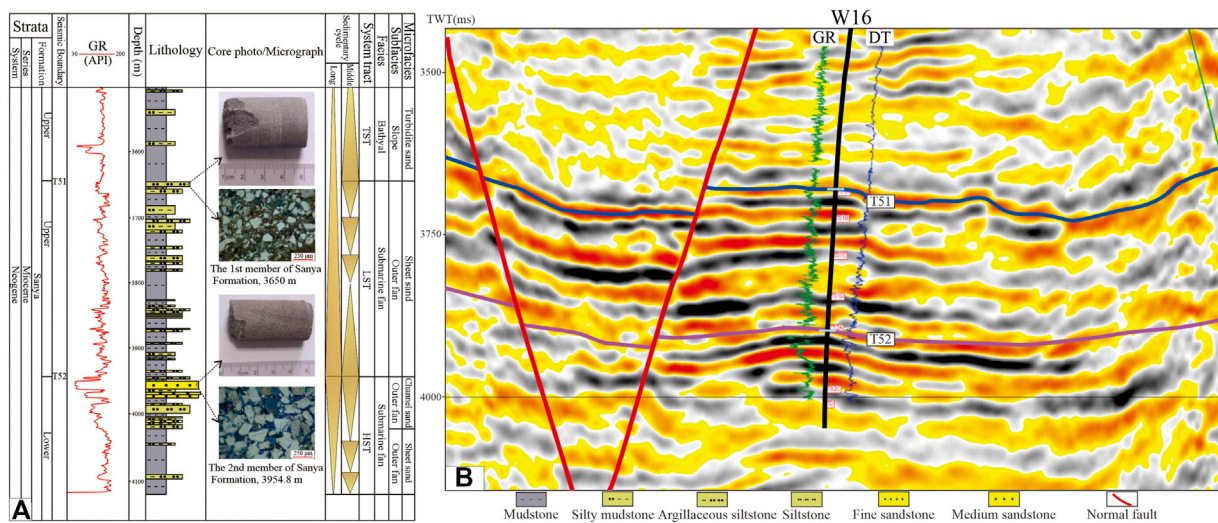 Strata
System
Series
Formation
Seismic Boundary
GR
30 200
(API)
Depth (m)
Lithology
Core photo/Micrograph
Sedimentary cycle
Long
Middle
System tract
Facies
Subfacies
Microfacies
Neogene
Miocene
Sanya
Upper
Upper
Lower
T51
T52
3600
3700
3800
3900
4000
4100
1cm 2 3 4 5
250 μm
The 1st member of Sanya
Formation, 3650 m
250 μm
The 2nd member of Sanya
Formation, 3954.8 m
TST
LST
HST
Bathyal
Submarine fan
Submarine fan
Slope
Outer fan
Outer fan
Outer fan
Turbidite sand
Sheet sand
Channel sand
Sheet sand
A
TWT(ms)
W16
GR
DT
3500
3750
4000
T51
T52
B
Mudstone
Silty mudstone
Argillaceous siltstone
Siltstone
Fine sandstone
Medium sandstone
Normal fault